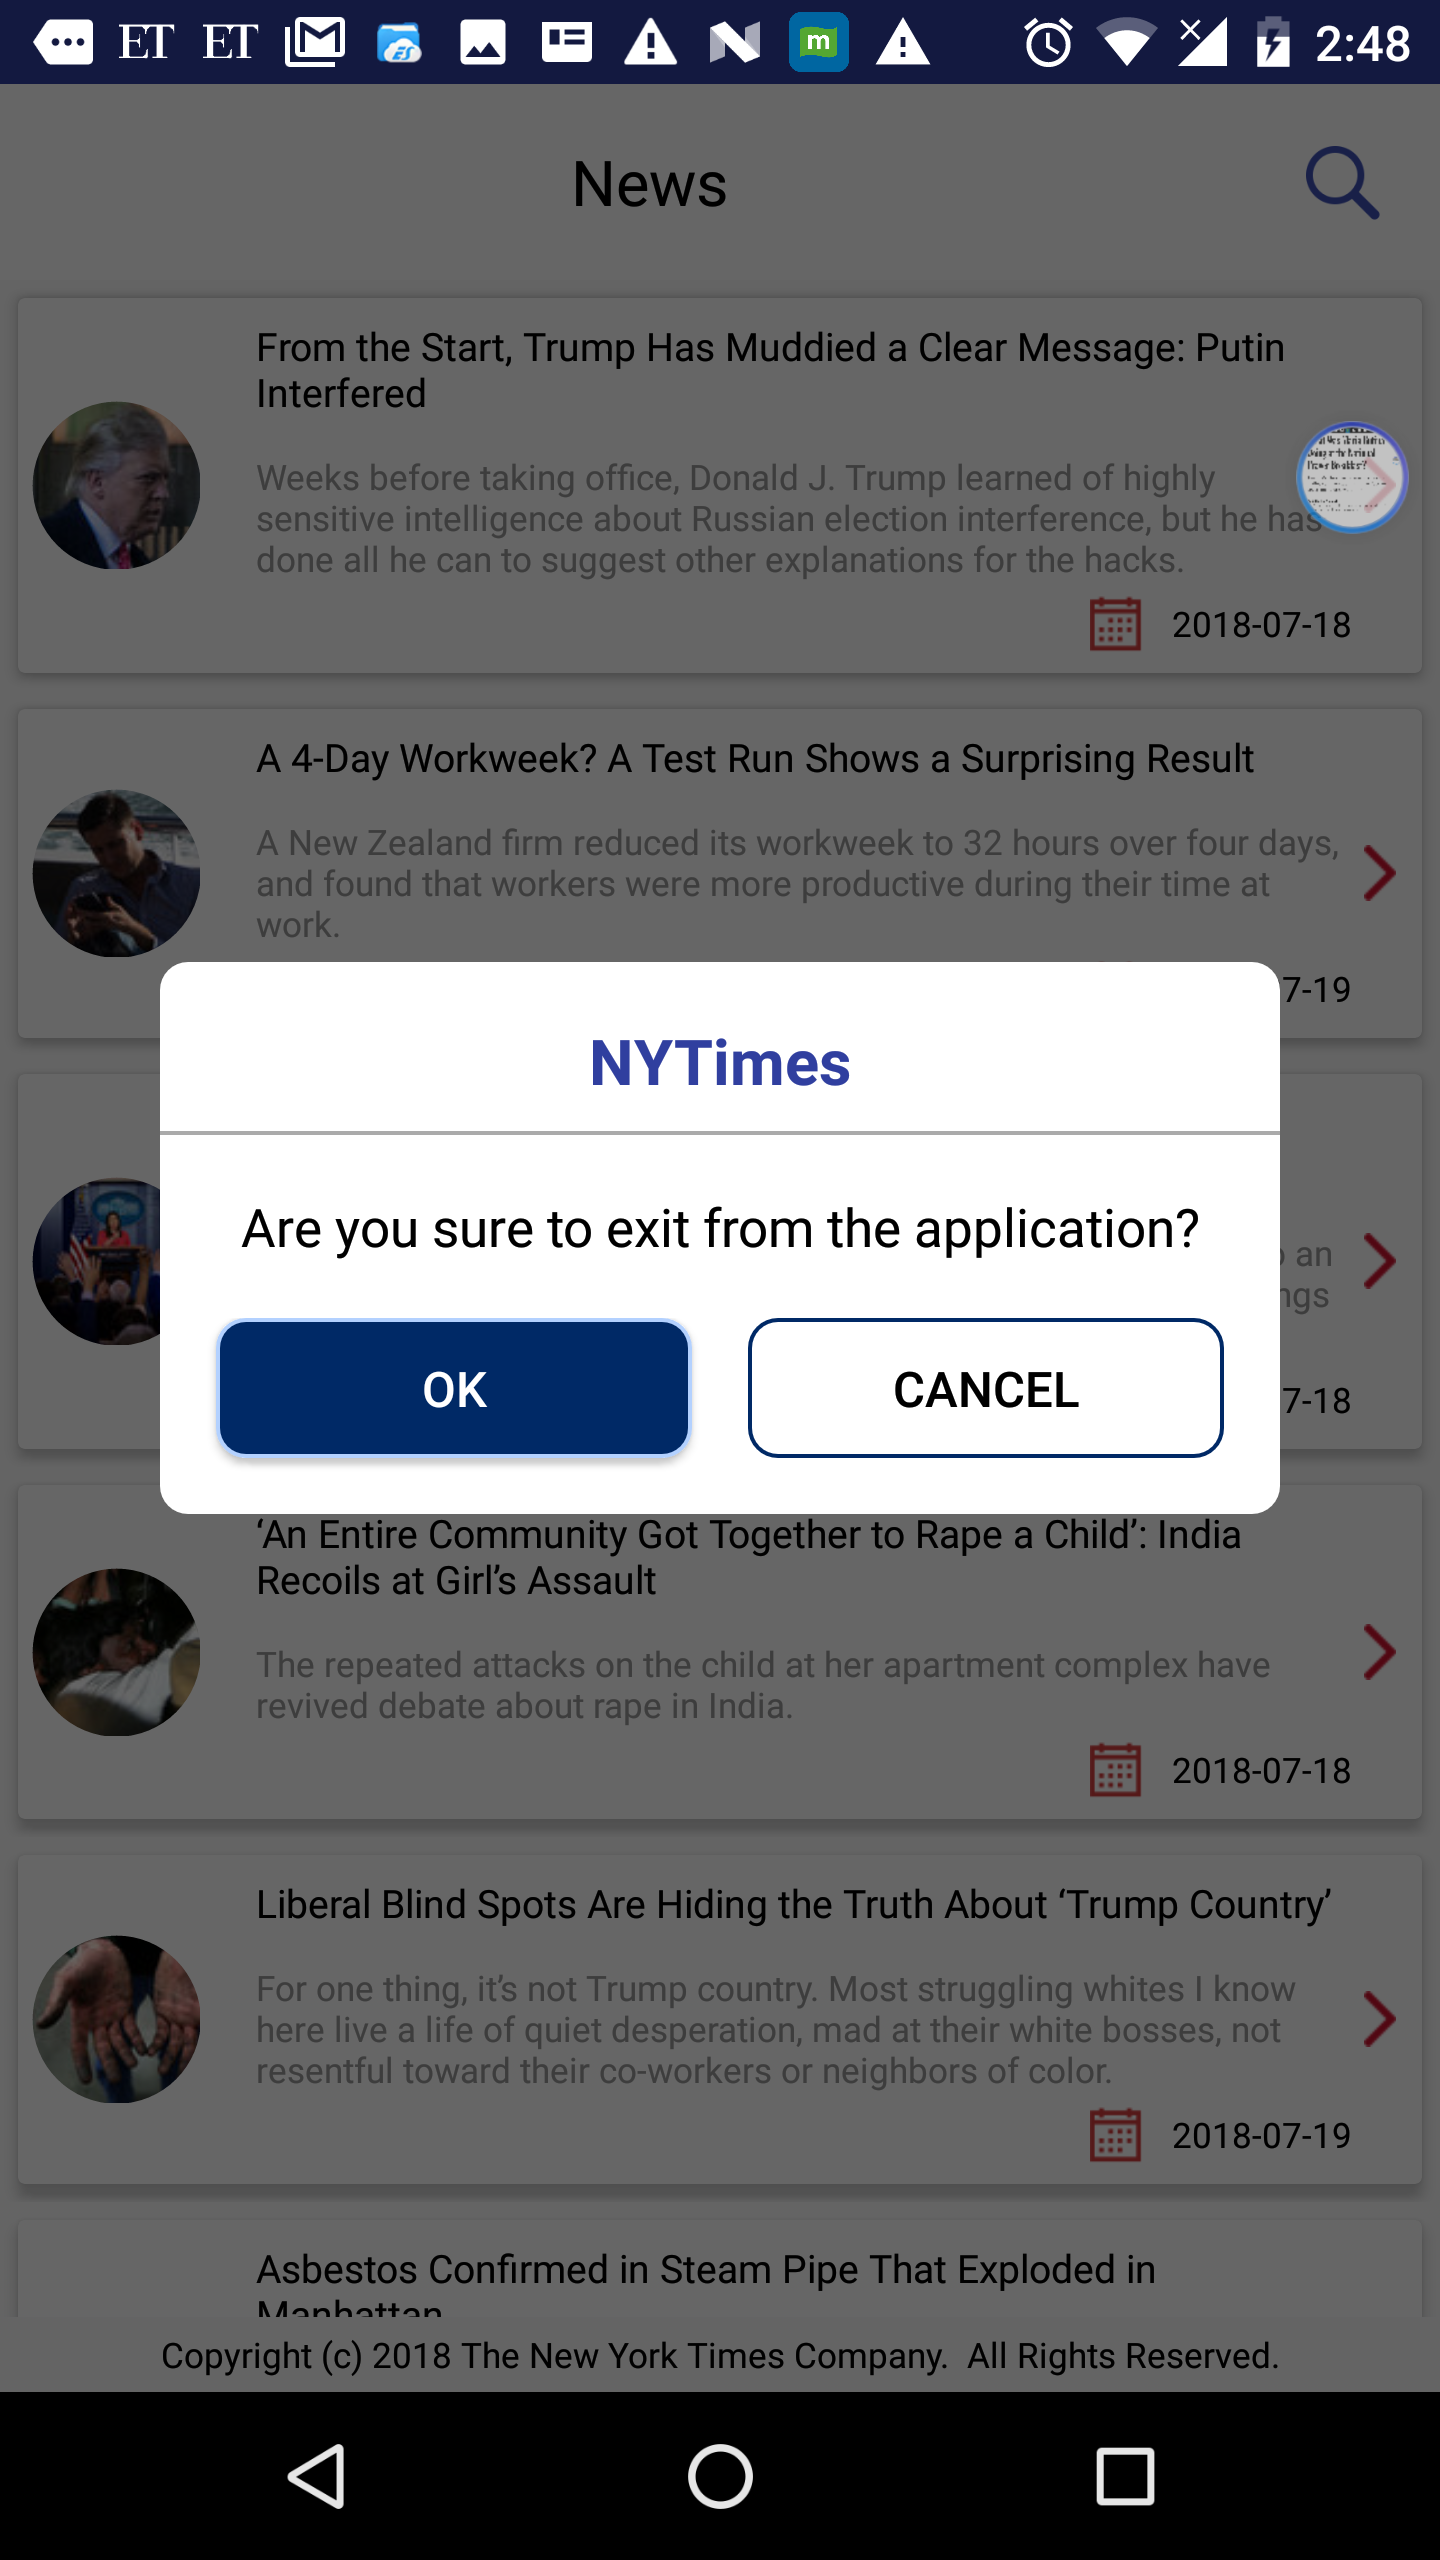 ET ET m 2:48
News
From the Start, Trump Has Muddied a Clear Message: Putin
Interfered
Weeks before taking office, Donald J. Trump learned of highly
sensitive intelligence about Russian election interference, but he has
done all he can to suggest other explanations for the hacks.
2018-07-18
A 4-Day Workweek? A Test Run Shows a Surprising Result
A New Zealand firm reduced its workweek to 32 hours over four days,
and found that workers were more productive during their time at
work.
7-19
NYTimes
Are you sure to exit from the application?
an
ngs
OK
CANCEL
7-18
‘An Entire Community Got Together to Rape a Child’: India
Recoils at Girl’s Assault
The repeated attacks on the child at her apartment complex have
revived debate about rape in India.
2018-07-18
Liberal Blind Spots Are Hiding the Truth About ‘Trump Country’
For one thing, it’s not Trump country. Most struggling whites I know
here live a life of quiet desperation, mad at their white bosses, not
resentful toward their co-workers or neighbors of color.
2018-07-19
Asbestos Confirmed in Steam Pipe That Exploded in
Manhattan
Copyright (c) 2018 The New York Times Company. All Rights Reserved.